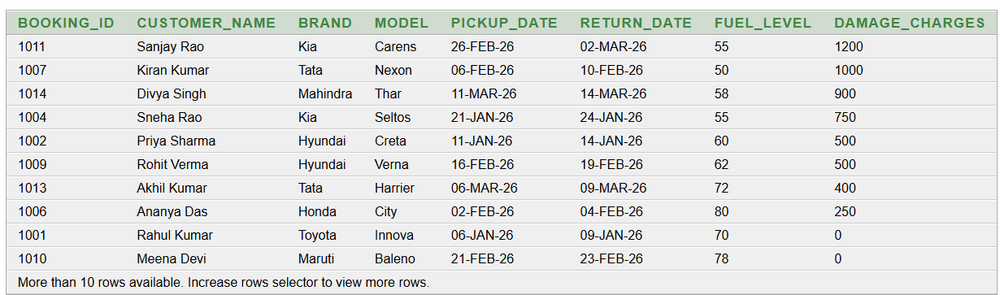 BOOKING_ID CUSTOMER_NAME BRAND MODEL PICKUP_DATE RETURN_DATE FUEL_LEVEL DAMAGE_CHARGES
1011 Sanjay Rao Kia Carens 26-FEB-26 02-MAR-26 55 1200
1007 Kiran Kumar Tata Nexon 06-FEB-26 10-FEB-26 50 1000
1014 Divya Singh Mahindra Thar 11-MAR-26 14-MAR-26 58 900
1004 Sneha Rao Kia Seltos 21-JAN-26 24-JAN-26 55 750
1002 Priya Sharma Hyundai Creta 11-JAN-26 14-JAN-26 60 500
1009 Rohit Verma Hyundai Verna 16-FEB-26 19-FEB-26 62 500
1013 Akhil Kumar Tata Harrier 06-MAR-26 09-MAR-26 72 400
1006 Ananya Das Honda City 02-FEB-26 04-FEB-26 80 250
1001 Rahul Kumar Toyota Innova 06-JAN-26 09-JAN-26 70 0
1010 Meena Devi Maruti Baleno 21-FEB-26 23-FEB-26 78 0
More than 10 rows available. Increase rows selector to view more rows.